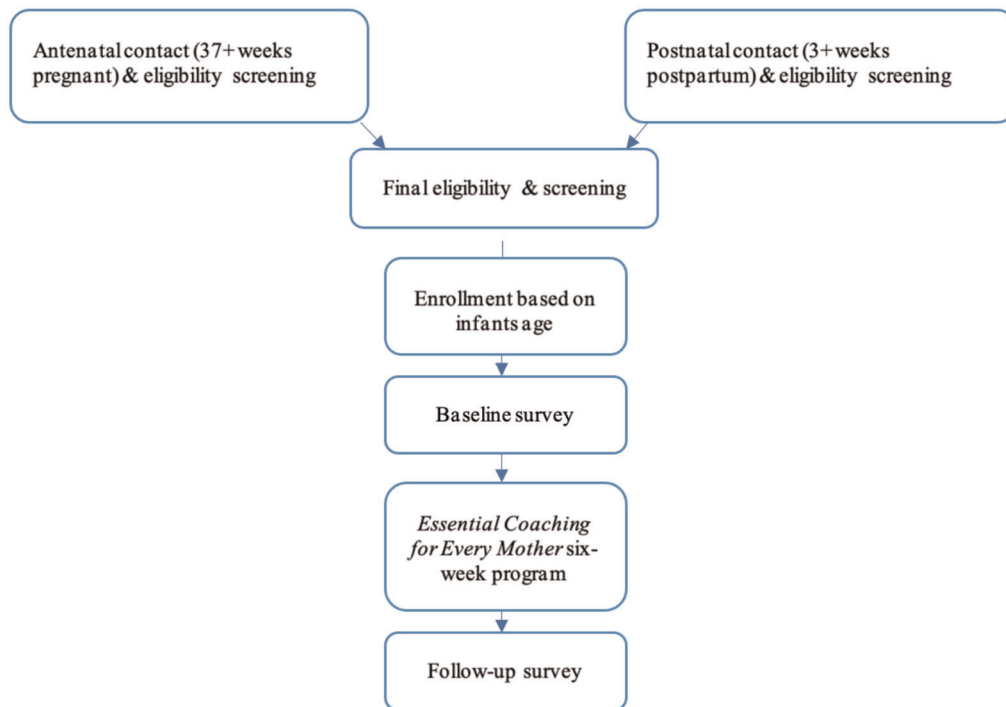 Antenatal contact (37+ weeks
pregnant) & eligibility screening
Postnatal contact (3+ weeks
postpartum) & eligibility screening
Final eligibility & screening
Enrollment based on
infants age
Baseline survey
Essential Coaching
for Every Mother six-
week program
Follow-up survey